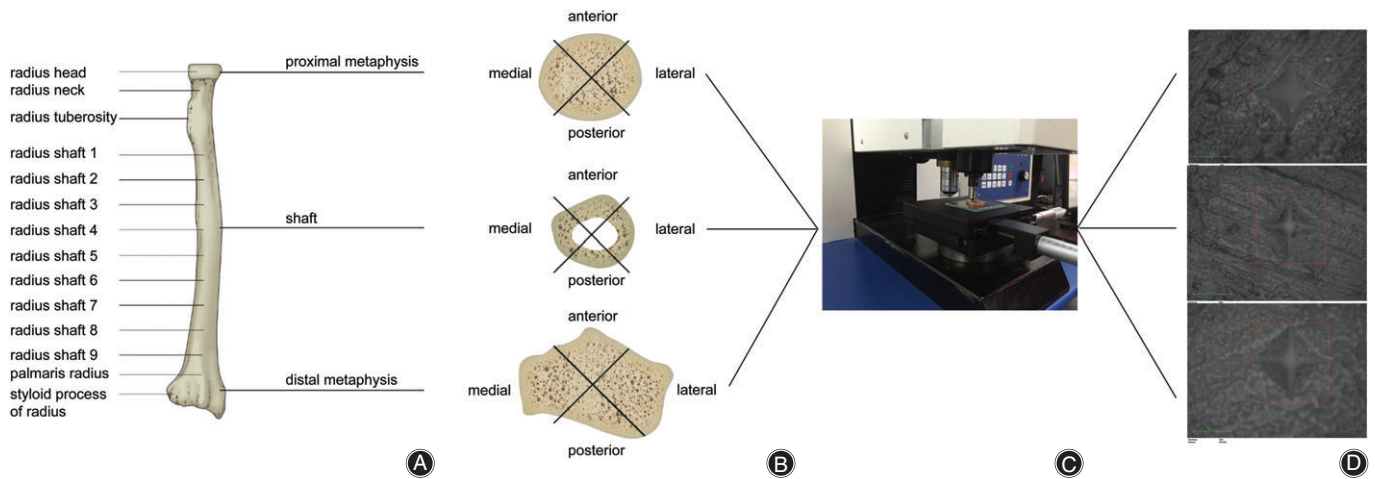 radius head
radius neck
radius tuberosity
radius shaft 1
radius shaft 2
radius shaft 3
radius shaft 4
radius shaft 5
radius shaft 6
radius shaft 7
radius shaft 8
radius shaft 9
palmaris radius
styloid process
of radius
proximal metaphysis
shaft
distal metaphysis
A
anterior
medial
lateral
posterior
anterior
medial
lateral
posterior
anterior
medial
lateral
posterior
B
C
D